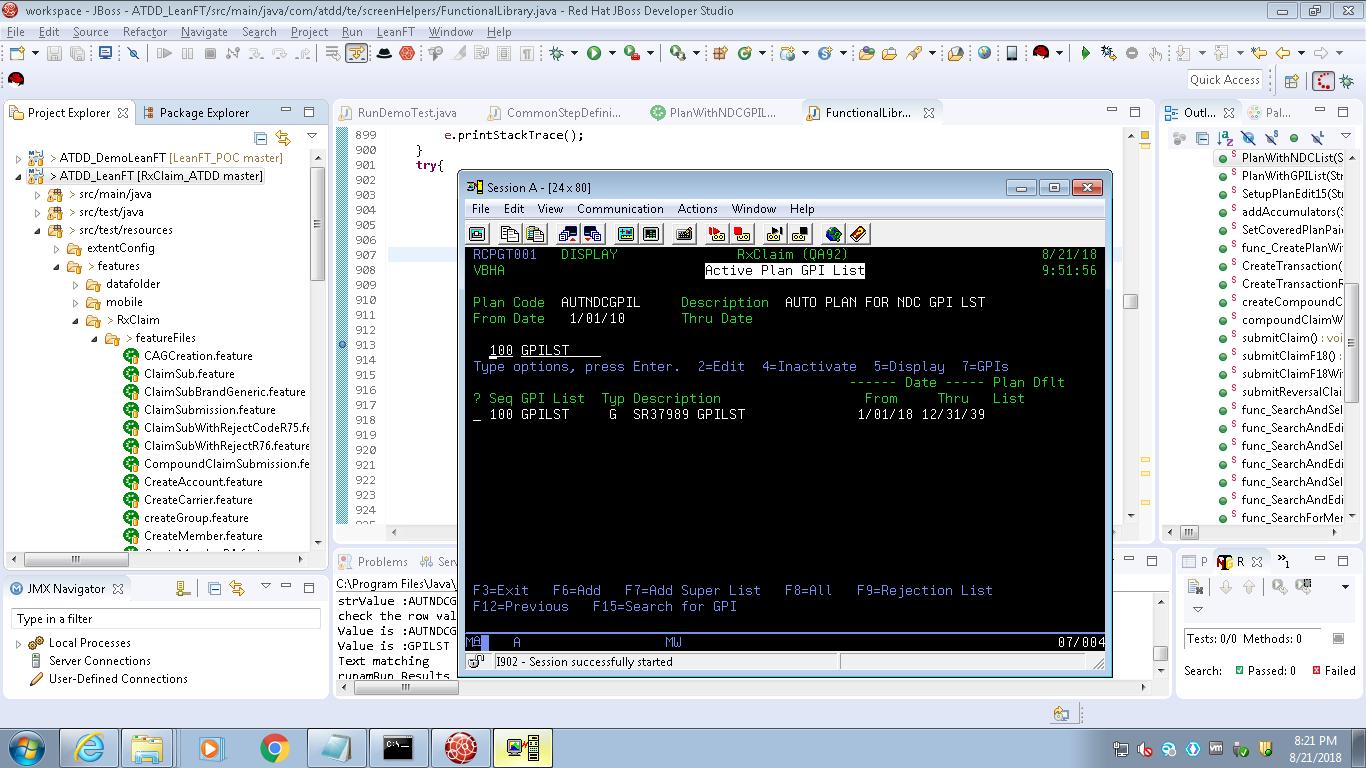 workspace - JBoss - ATDD_LeanFT/src/main/java/com/atdd/te/screenHelpers/FunctionalLibrary.java - Red Hat JBoss Developer Studio
File Edit Source Refactor Navigate Search Project Run LeanFT Window Help
Quick Access
Project Explorer
Package Explorer
> ATDD_DemoLeanFT [LeanFT_POC master]
> ATDD_LeanFT [RxClaim_ATDD master]
> src/main/java
> src/test/java
> src/test/resources
extentConfig
> features
datafolder
mobile
> RxClaim
> featureFiles
CAGCreation.feature
ClaimSub.feature
ClaimSubBrandGeneric.feature
ClaimSubmission.feature
ClaimSubWithRejectCodeR75.feature
ClaimSubWithRejectR76.feature
CompoundClaimSubmission.fe
CreateAccount.feature
CreateCarrier.feature
createGroup.feature
CreateMember.feature
JMX Navigator
Type in a filter
Local Processes
Server Connections
User-Defined Connections
RunDemoTest.java
CommonStepDefini...
PlanWithNDCGPIL...
FunctionalLibr...
899 e.printStackTrace();
900 }
901 try{
902
903
904
905
906
907
908
909
910
911
912
913
914
915
916
917
918
919
920
921
922
923
924
Session A - [24 x 80]
File Edit View Communication Actions Window Help
RCPGT001 DISPLAY RxClaim (QA92) 8/21/18
VBHA Active Plan GPI List 9:51:56
Plan Code AUTNDCGPIL Description AUTO PLAN FOR NDC GPI LST
From Date 1/01/10 Thru Date
100 GPILST
Type options, press Enter. 2=Edit 4=Inactivate 5=Display 7=GPIs
------ Date ----- Plan Dflt
? Seq GPI List Typ Description From Thru List
_ 100 GPILST G SR37989 GPILST 1/01/18 12/31/39
F3=Exit F6=Add F7=Add Super List F8=All F9=Rejection List
F12=Previous F15=Search for GPI
MA A MW 07/004
I902 - Session successfully started
Problems
Serv
C:\Program Files\Java\
strValue :AUTNDCG
check the row val
Value is :AUTNDCG
Value is :GPILST
Text matching
runamRun Results
Outl...
Pal...
PlanWithNDCList(S
PlanWithGPIList(S
SetupPlanEdit15(Str
addAccumulators(St
SetCoveredPlanPaid
func_CreatePlanWi
CreateTransaction(
CreateTransactionR
createCompoundC
compoundClaimW
submitClaim() : voi
submitClaimF18() :
submitClaimF18Wit
submitReversalClai
func_SearchAndSel
func_SearchAndEdi
func_SearchAndSel
func_SearchAndEdi
func_SearchAndSel
func_SearchAndEdi
func_SearchForMer
P
R
Tests: 0/0 Methods: 0
Search: Passed: 0 Failed
8:21 PM
8/21/2018